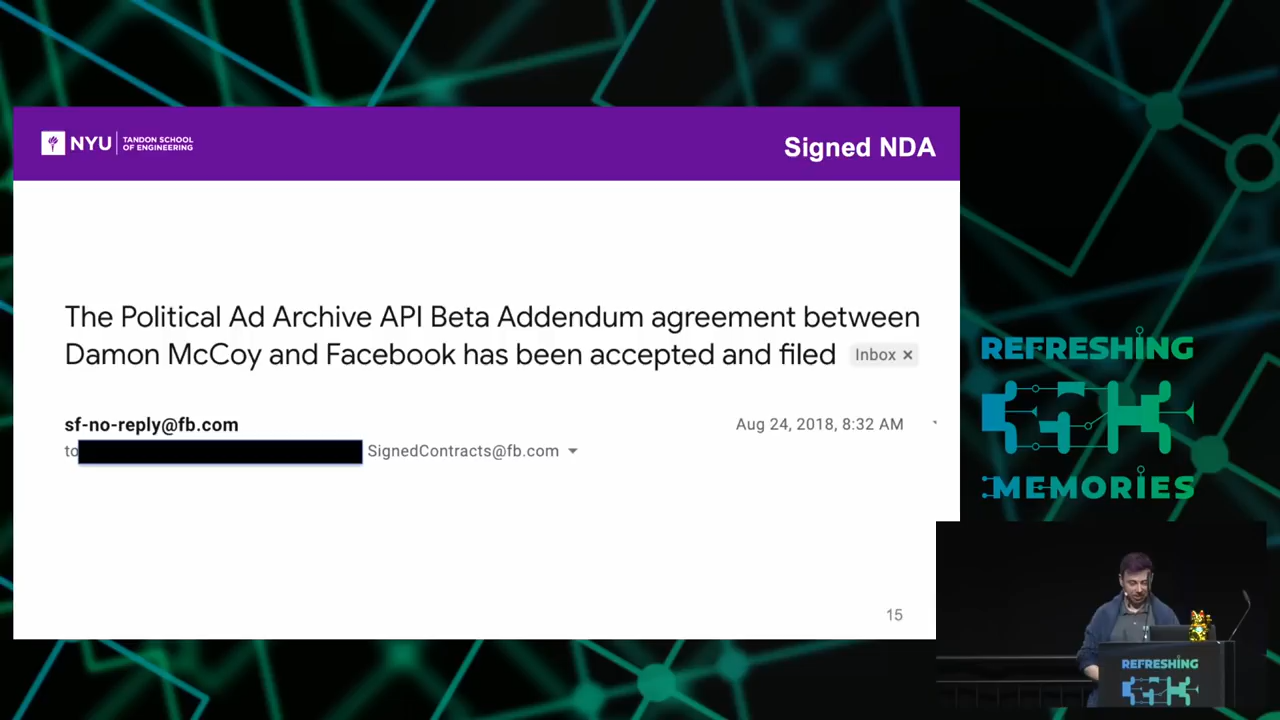 NYU
TANDON SCHOOL
OF ENGINEERING
Signed NDA
The Political Ad Archive API Beta Addendum agreement between
Damon McCoy and Facebook has been accepted and filed
Inbox ×
sf-no-reply@fb.com
Aug 24, 2018, 8:32 AM
to
SignedContracts@fb.com
15
REFRESHING
MEMORIES
REFRESHING